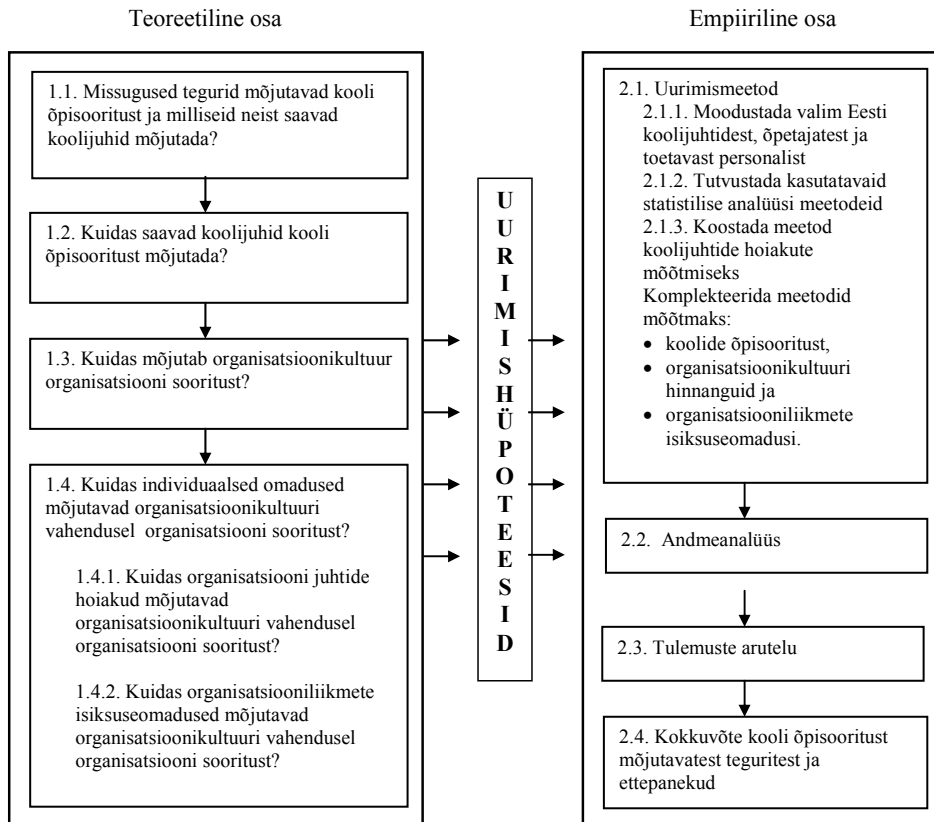 Teoreetiline osa
1.1. Missugused tegurid mõjutavad kooli
õpisooritust ja milliseid neist saavad
koolijuhid mõjutada?
1.2. Kuidas saavad koolijuhid kooli
õpisooritust mõjutada?
1.3. Kuidas mõjutab organisatsioonikultuur
organisatsiooni sooritust?
1.4. Kuidas individuaalsed omadused
mõjutavad organisatsioonikultuuri
vahendusel organisatsiooni sooritust?
1.4.1. Kuidas organisatsiooni juhtide
hoiakud mõjutavad
organisatsioonikultuuri vahendusel
organisatsiooni sooritust?
1.4.2. Kuidas organisatsiooniliikmete
isiksuseomadused mõjutavad
organisatsioonikultuuri vahendusel
organisatsiooni sooritust?
U
U
R
I
M
I
S
H
Ü
P
O
T
E
E
S
I
D
Empiiriline osa
2.1. Uurimismeetod
2.1.1. Moodustada valim Eesti
koolijuhtidest, õpetajatest ja
toetavast personalist
2.1.2. Tutvustada kasutatavaid
statistilise analüüsi meetodeid
2.1.3. Koostada meetod
koolijuhtide hoiakute
mõõtmiseks
Komplekteerida meetodid
mõõtmaks:
• koolide õpisooritust,
• organisatsioonikultuuri
hinnanguid ja
• organisatsiooniliikmete
isiksuseomadusi.
2.2. Andmeanalüüs
2.3. Tulemuste arutelu
2.4. Kokkuvõte kooli õpisooritust
mõjutavatest teguritest ja
ettepanekud